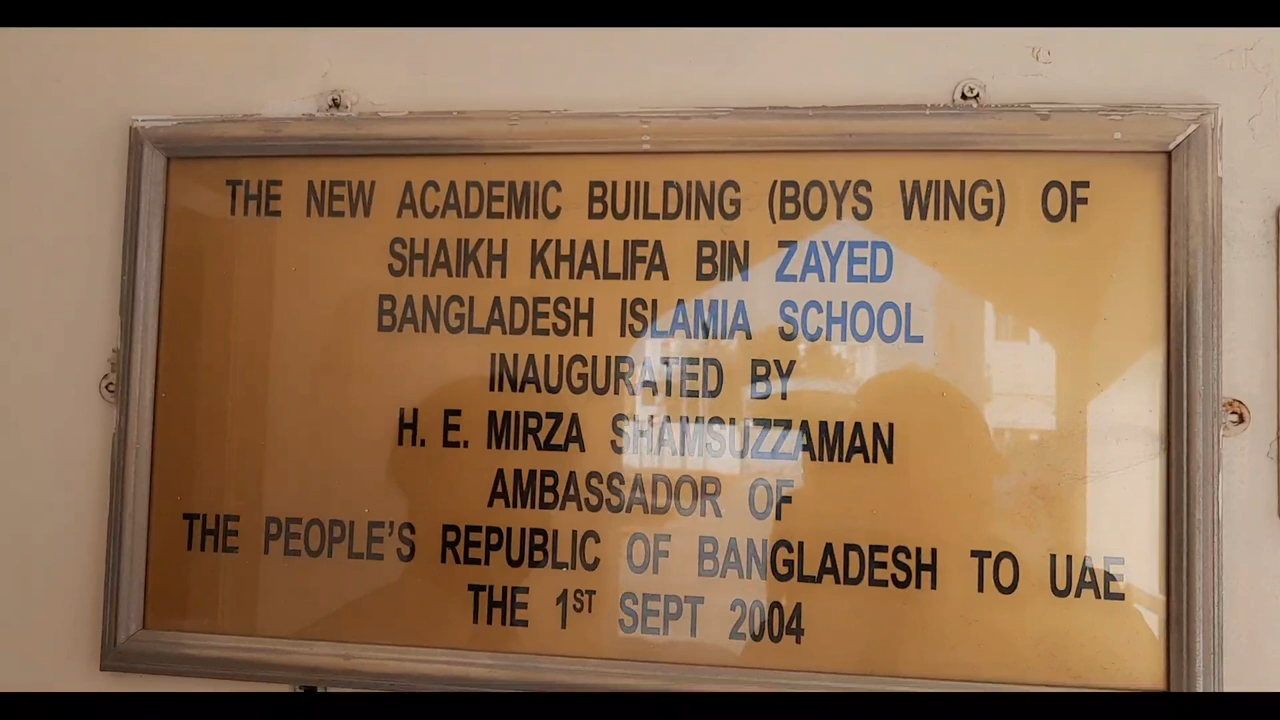 THE NEW ACADEMIC BUILDING (BOYS WING) OF
SHAIKH KHALIFA BIN ZAYED
BANGLADESH ISLAMIA SCHOOL
INAUGURATED BY
H. E. MIRZA SHAMSUZZAMAN
AMBASSADOR OF
THE PEOPLE'S REPUBLIC OF BANGLADESH TO UAE
THE 1ST SEPT 2004